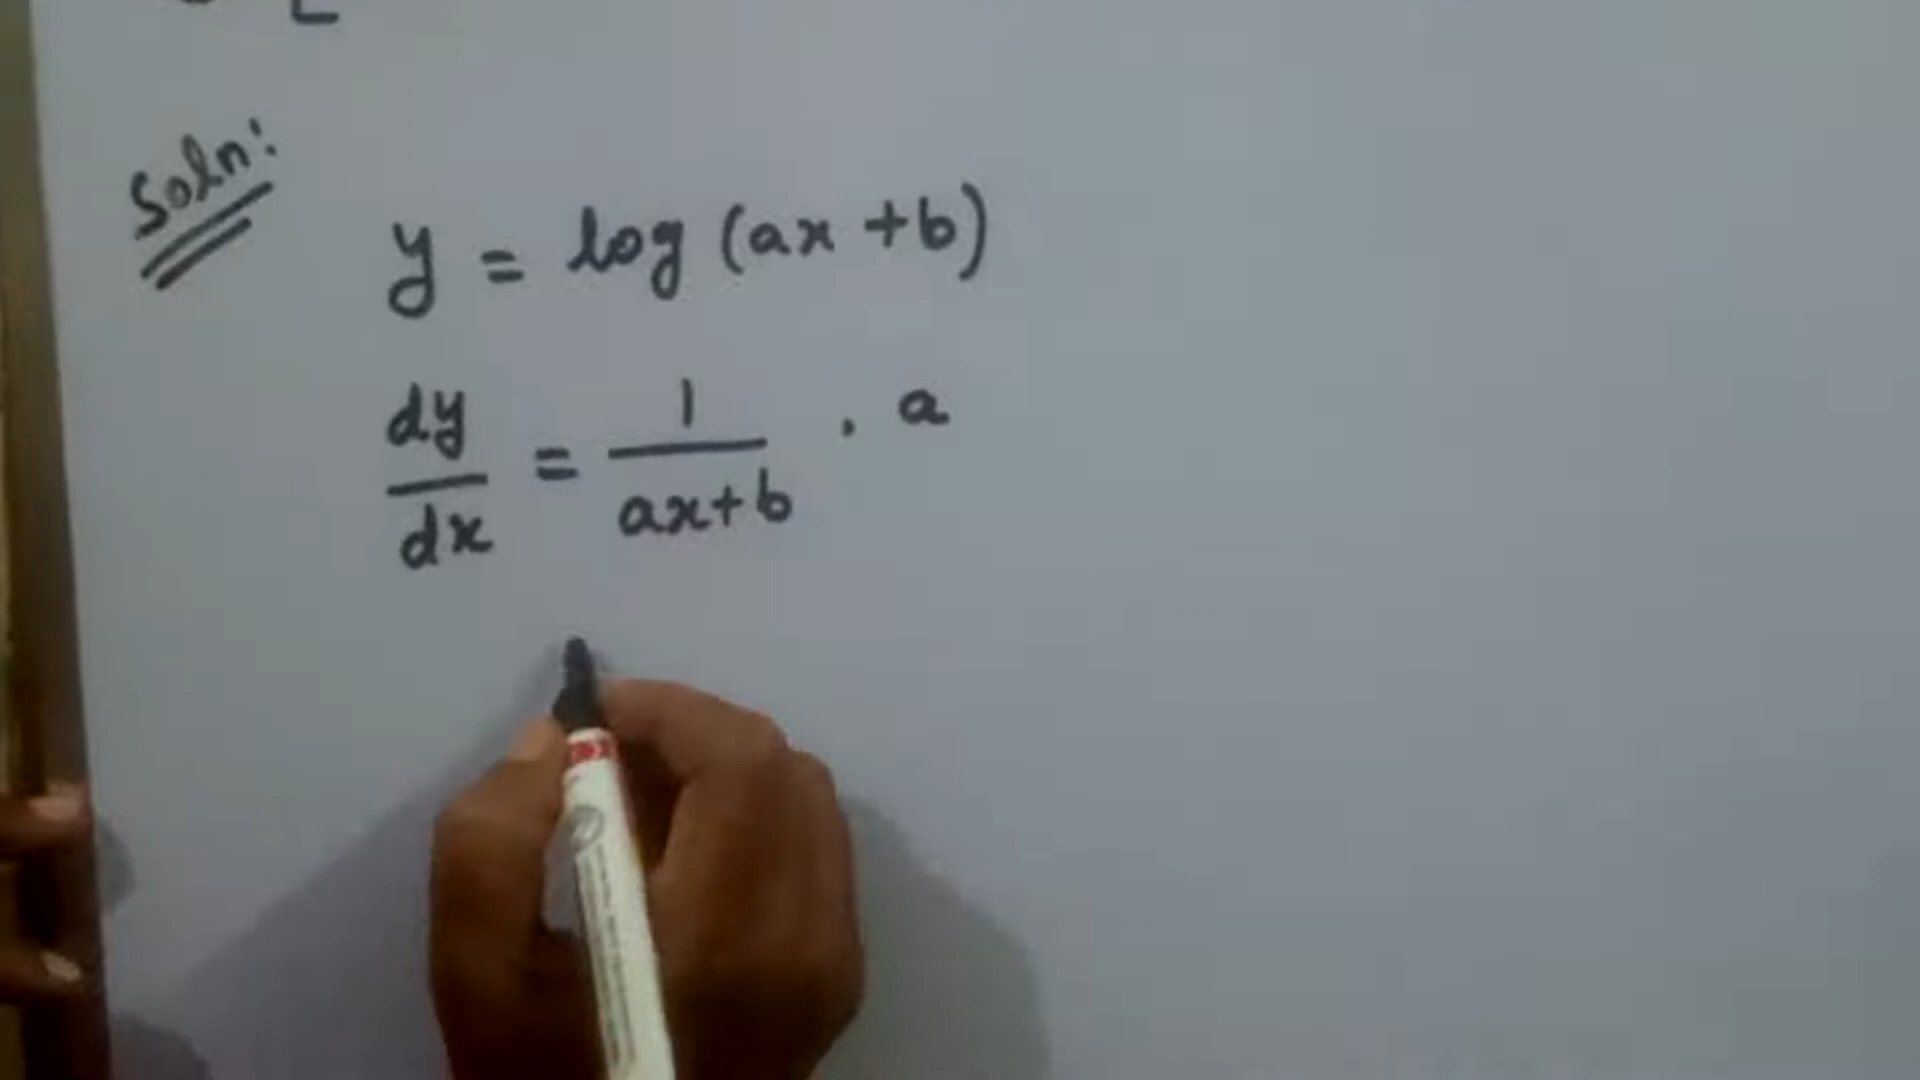 Soln:
y = log (ax + b)
dy/dx = 1/ax+b . a